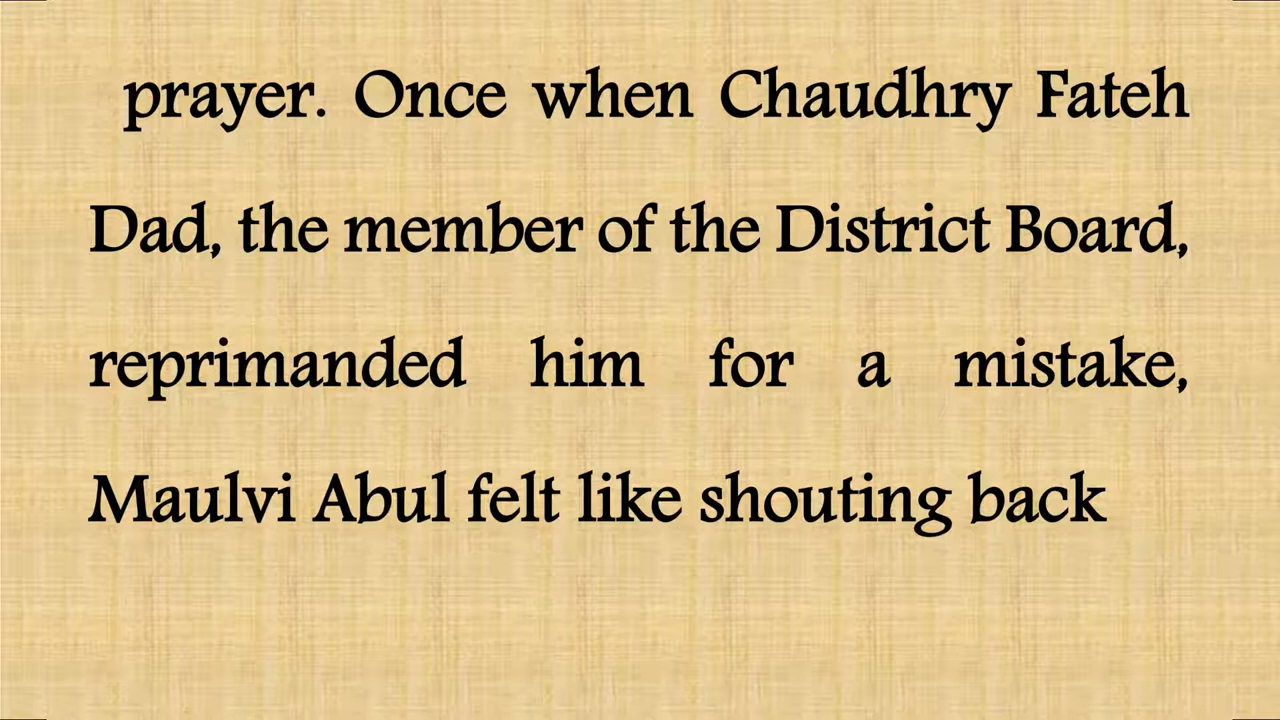 prayer. Once when Chaudhry Fateh
Dad, the member of the District Board,
reprimanded him for a mistake,
Maulvi Abul felt like shouting back